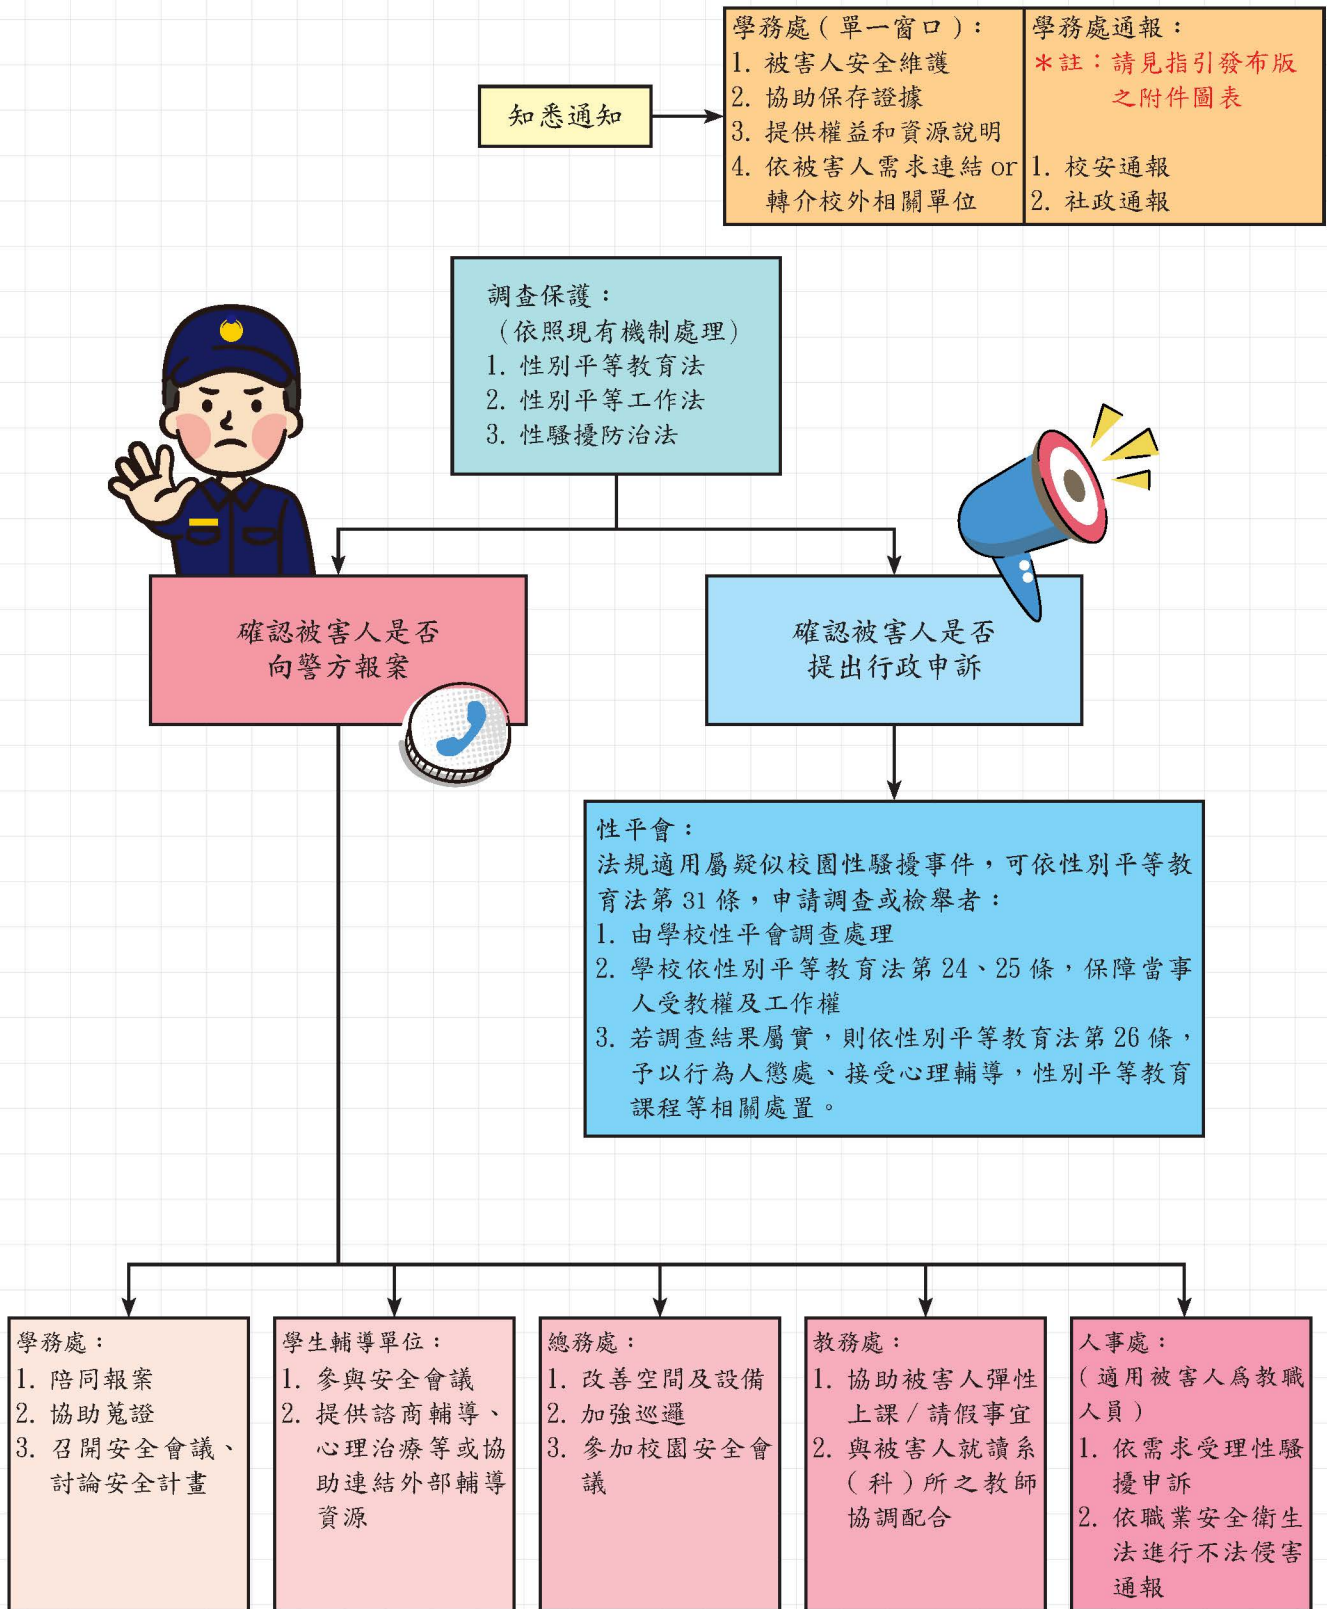 知悉通知
學務處（單一窗口）：
1. 被害人安全維護
2. 協助保存證據
3. 提供權益和資源說明
4. 依被害人需求連結 or
轉介校外相關單位
學務處通報：
＊註：請見指引發布版
之附件圖表
1. 校安通報
2. 社政通報
調查保護：
（依照現有機制處理）
1. 性別平等教育法
2. 性別平等工作法
3. 性騷擾防治法
確認被害人是否
向警方報案
確認被害人是否
提出行政申訴
性平會：
法規適用屬疑似校園性騷擾事件，可依性別平等教
育法第 31 條，申請調查或檢舉者：
1. 由學校性平會調查處理
2. 學校依性別平等教育法第 24、25 條，保障當事
人受教權及工作權
3. 若調查結果屬實，則依性別平等教育法第 26 條，
予以行為人懲處、接受心理輔導，性別平等教育
課程等相關處置。
學務處：
1. 陪同報案
2. 協助蒐證
3. 召開安全會議、
討論安全計畫
學生輔導單位：
1. 參與安全會議
2. 提供諮商輔導、
心理治療等或協
助連結外部輔導
資源
總務處：
1. 改善空間及設備
2. 加強巡邏
3. 參加校園安全會
議
教務處：
1. 協助被害人彈性
上課 / 請假事宜
2. 與被害人就讀系
（科）所之教師
協調配合
人事處：
（適用被害人為教職
人員）
1. 依需求受理性騷
擾申訴
2. 依職業安全衛生
法進行不法侵害
通報